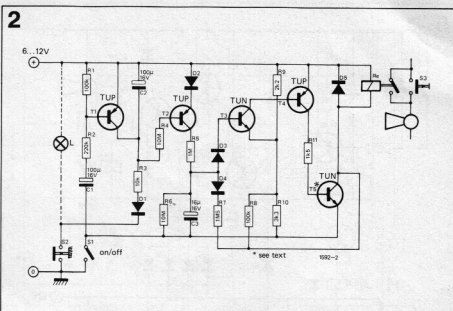 2
6...12V
+
R1
100k
T1
TUP
R2
220k
100µ
16V
C1
L
S2
S1
on/off
0
100µ
16V
C2
R3
10k
D1
R4
100M
T2
TUP
D2
R5
1M
R6
10M
16µ
16V
C3
D3
D4
T3
TUN
R7
1M5
R8
100k
R9
2k2
R10
3k3
T4
TUP
R11
1k5
TUN
*
T5
D5
Re
S3
* see text
1592-2